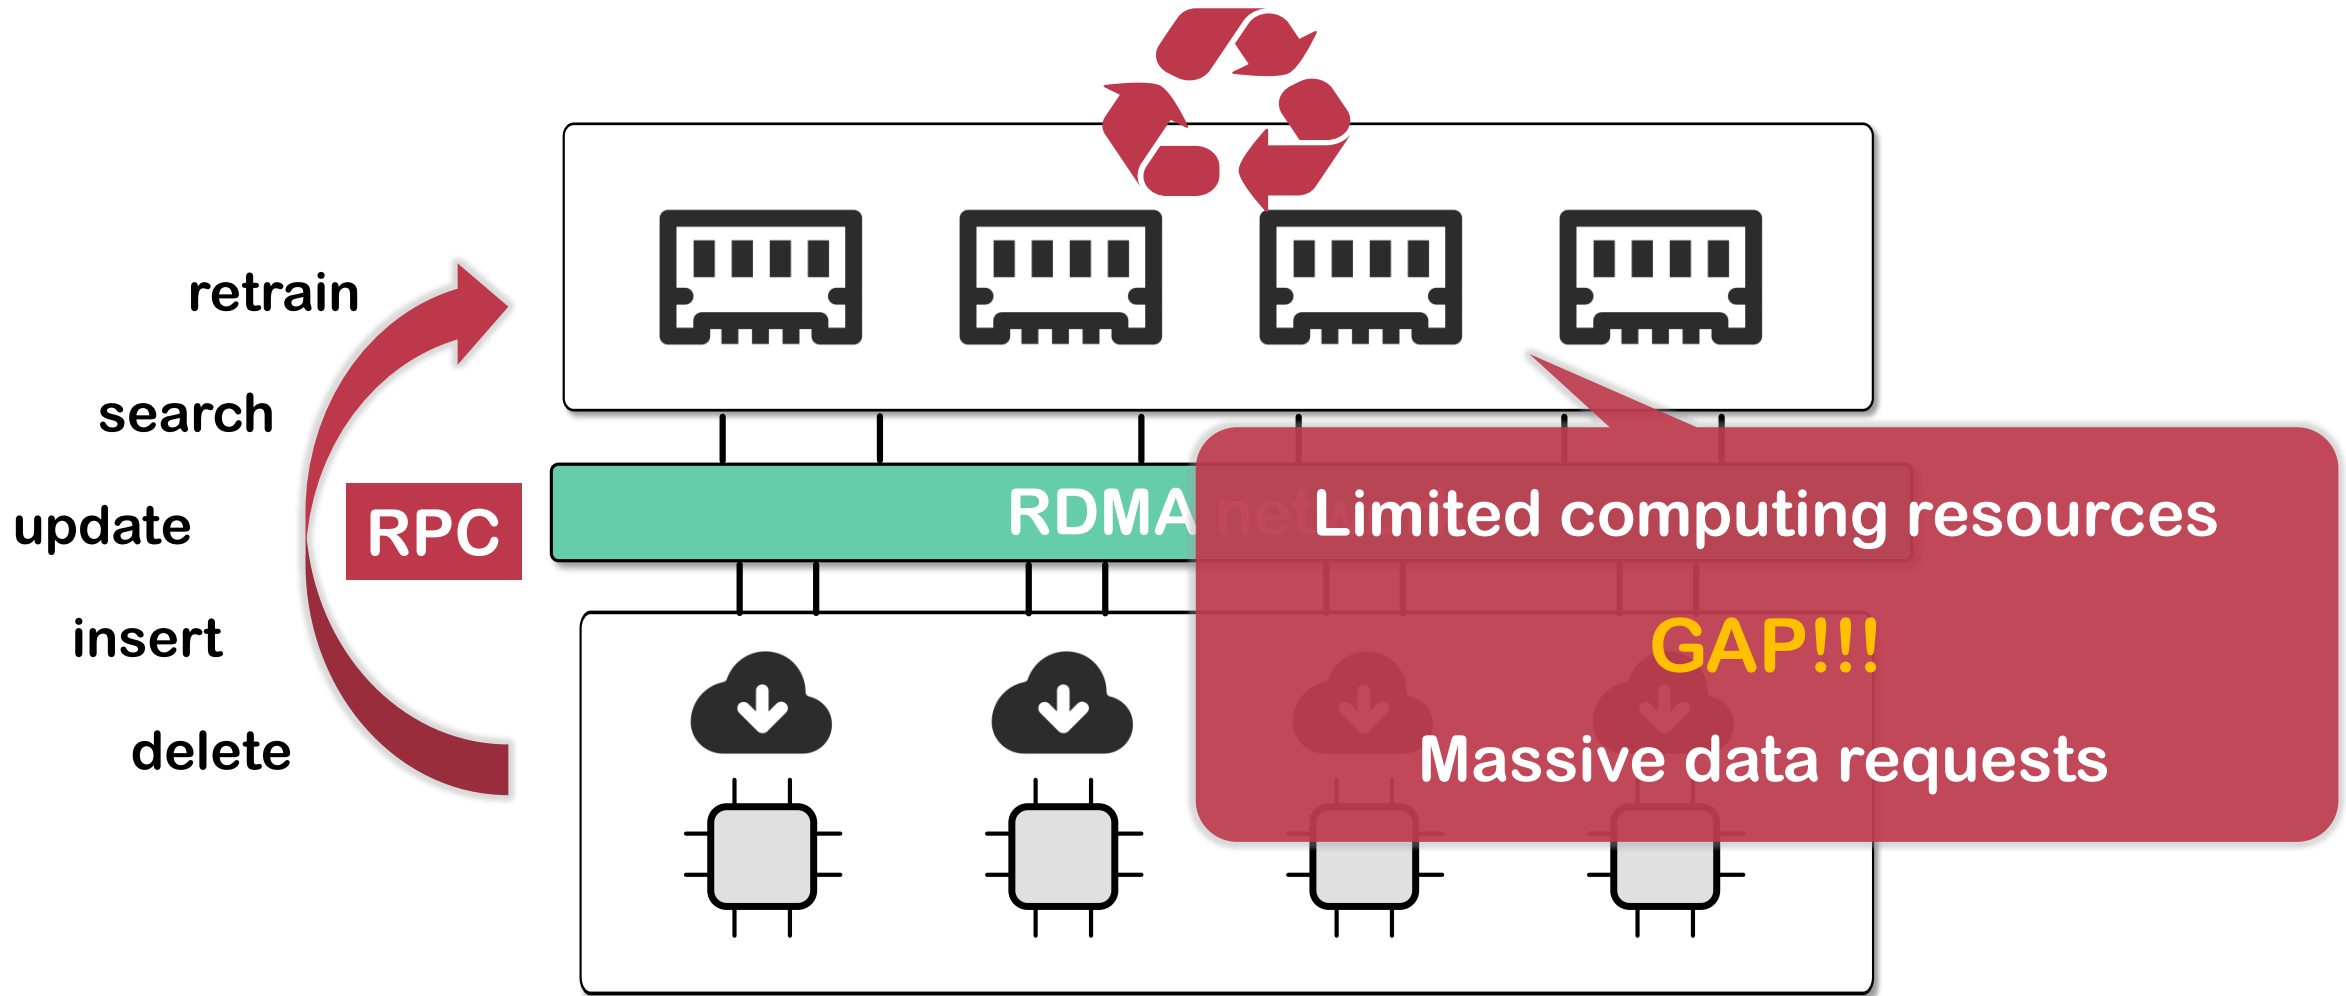 retrain
search
update
insert
delete
RPC
RDMA
Limited computing resources
GAP!!!
Massive data requests